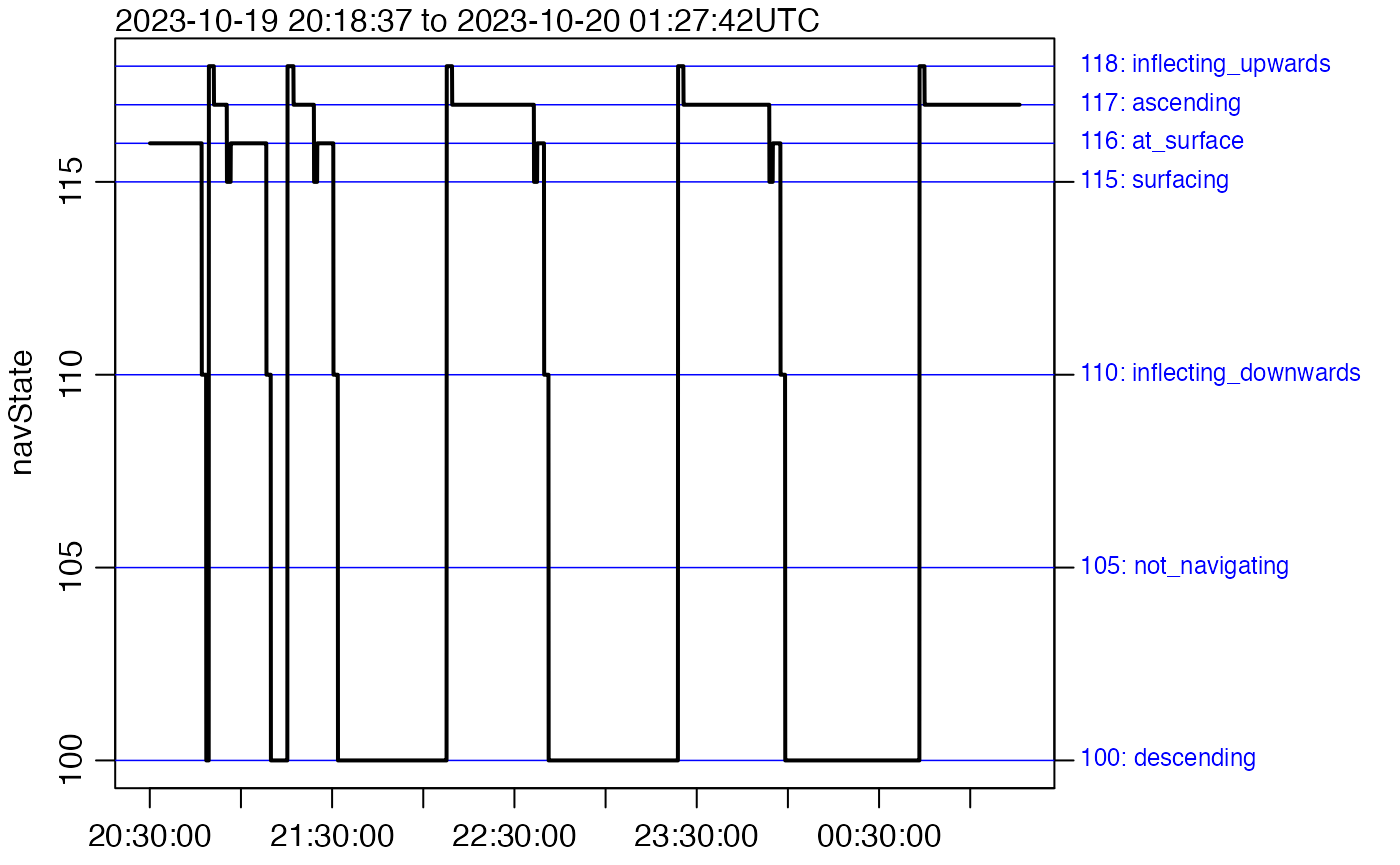 2023-10-19 20:18:37 to 2023-10-20 01:27:42UTC
118: inflecting_upwards
117: ascending
116: at_surface
115: surfacing
110: inflecting_downwards
105: not_navigating
100: descending
navState
115
110
105
100
20:30:00 21:30:00 22:30:00 23:30:00 00:30:00